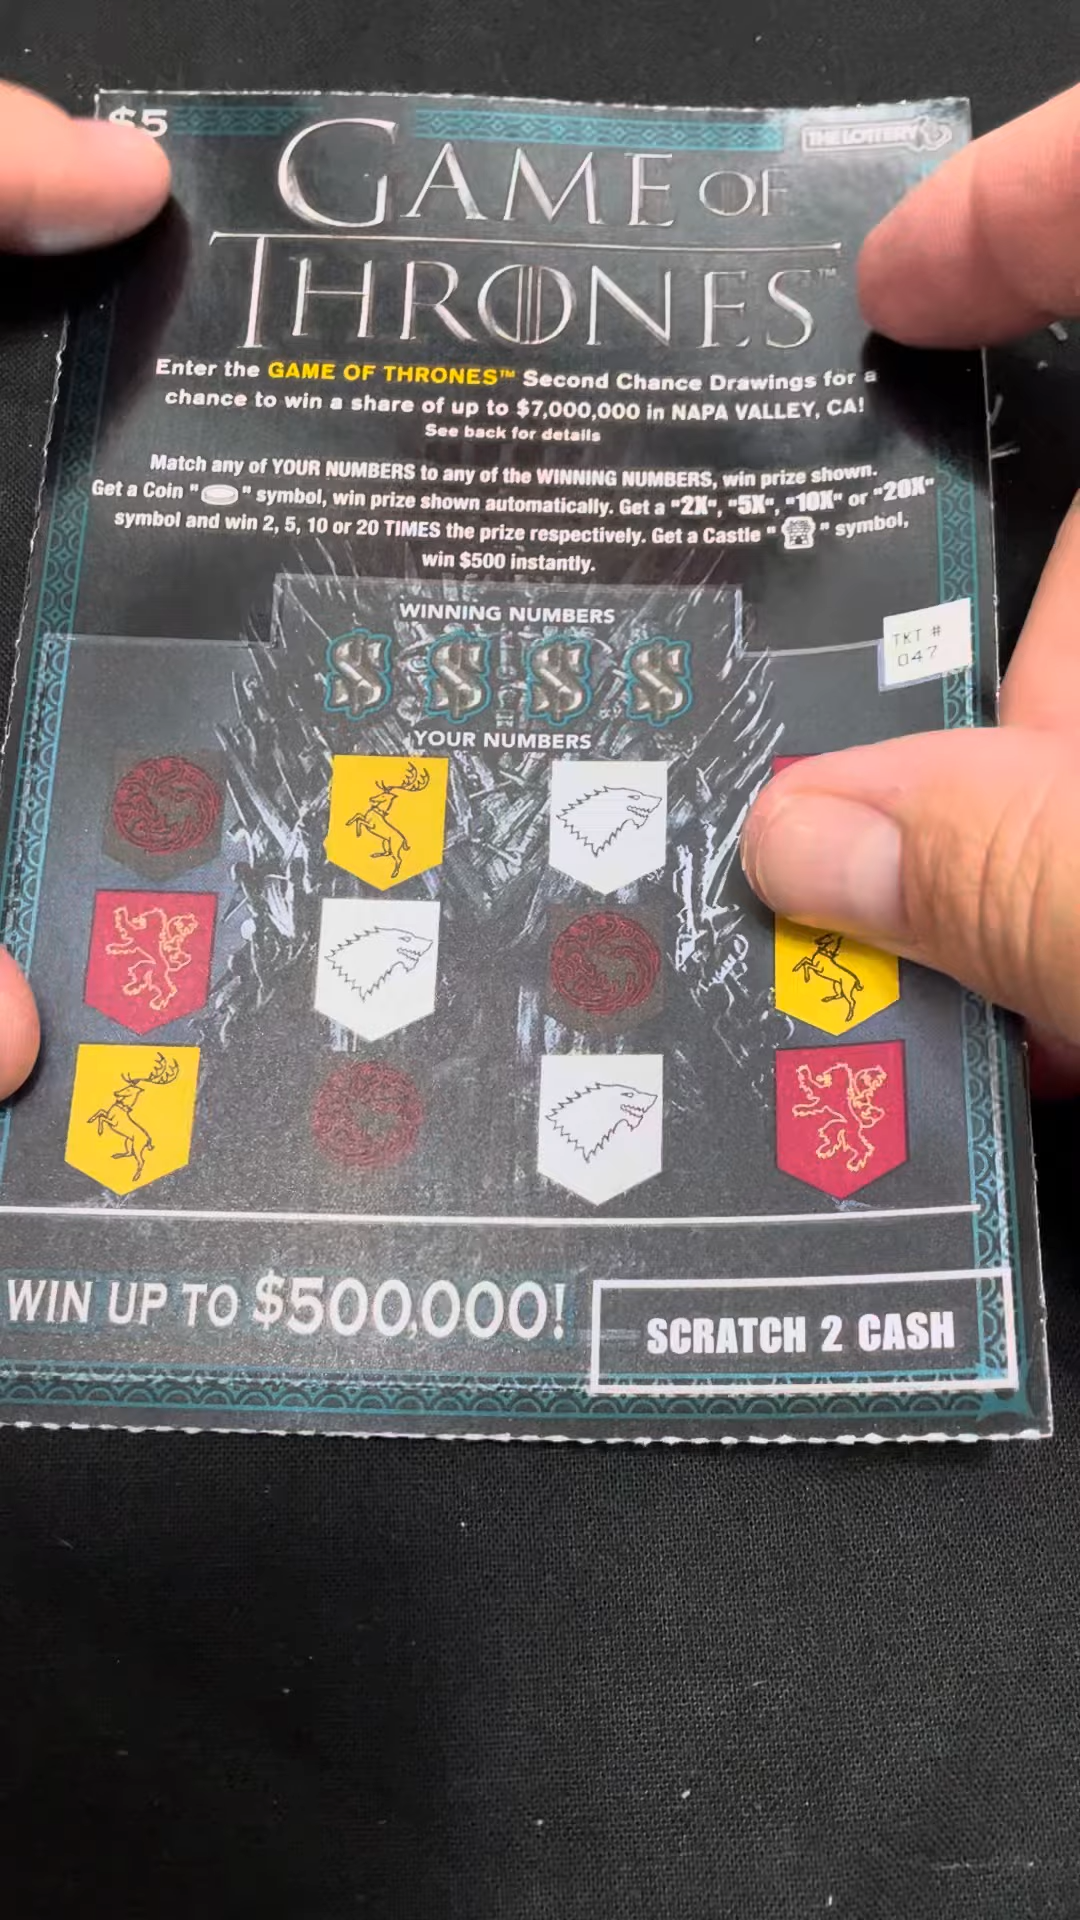 $5
THE LOTTERY
GAME OF
THRONES™
Enter the GAME OF THRONES™ Second Chance Drawings for a
chance to win a share of up to $7,000,000 in NAPA VALLEY, CA!
See back for details
Match any of YOUR NUMBERS to any of the WINNING NUMBERS, win prize shown.
Get a Coin " " symbol, win prize shown automatically. Get a "2X", "5X", "10X" or "20X"
symbol and win 2, 5, 10 or 20 TIMES the prize respectively. Get a Castle " " symbol,
win $500 instantly.
WINNING NUMBERS
$ $ $ $
TKT #
047
YOUR NUMBERS
WIN UP TO $500,000!
SCRATCH 2 CASH